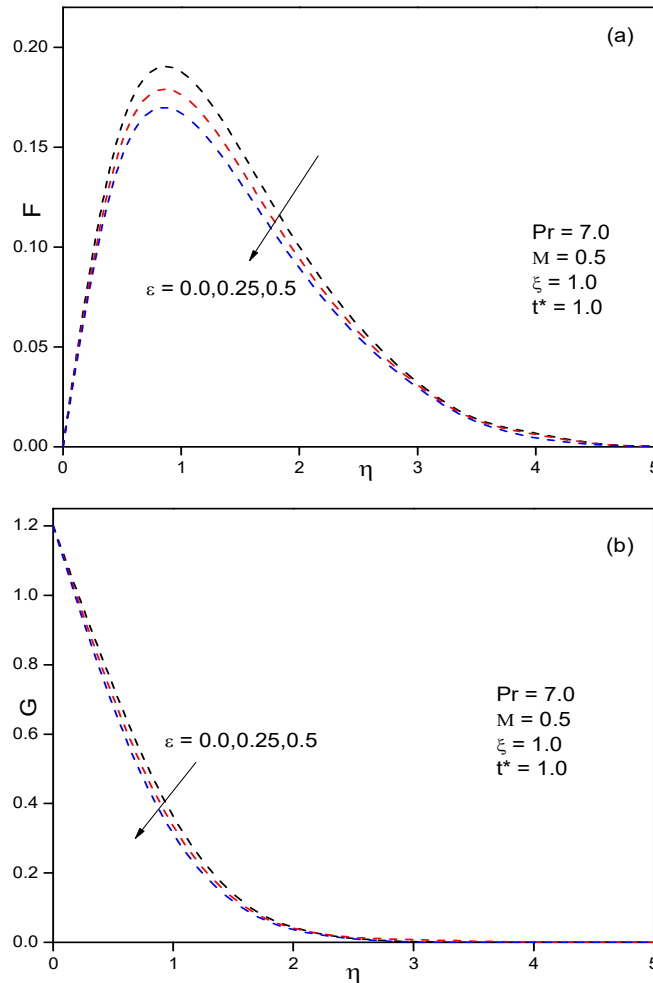 (a)
0.20
0.15
F
0.10
0.05
0.00
Pr = 7.0
M = 0.5
ξ = 1.0
t* = 1.0
ε = 0.0,0.25,0.5
0 1 2 3 4 5
η
(b)
1.2
1.0
0.8
G
0.6
0.4
0.2
0.0
Pr = 7.0
M = 0.5
ξ = 1.0
t* = 1.0
ε = 0.0,0.25,0.5
0 1 2 3 4 5
η